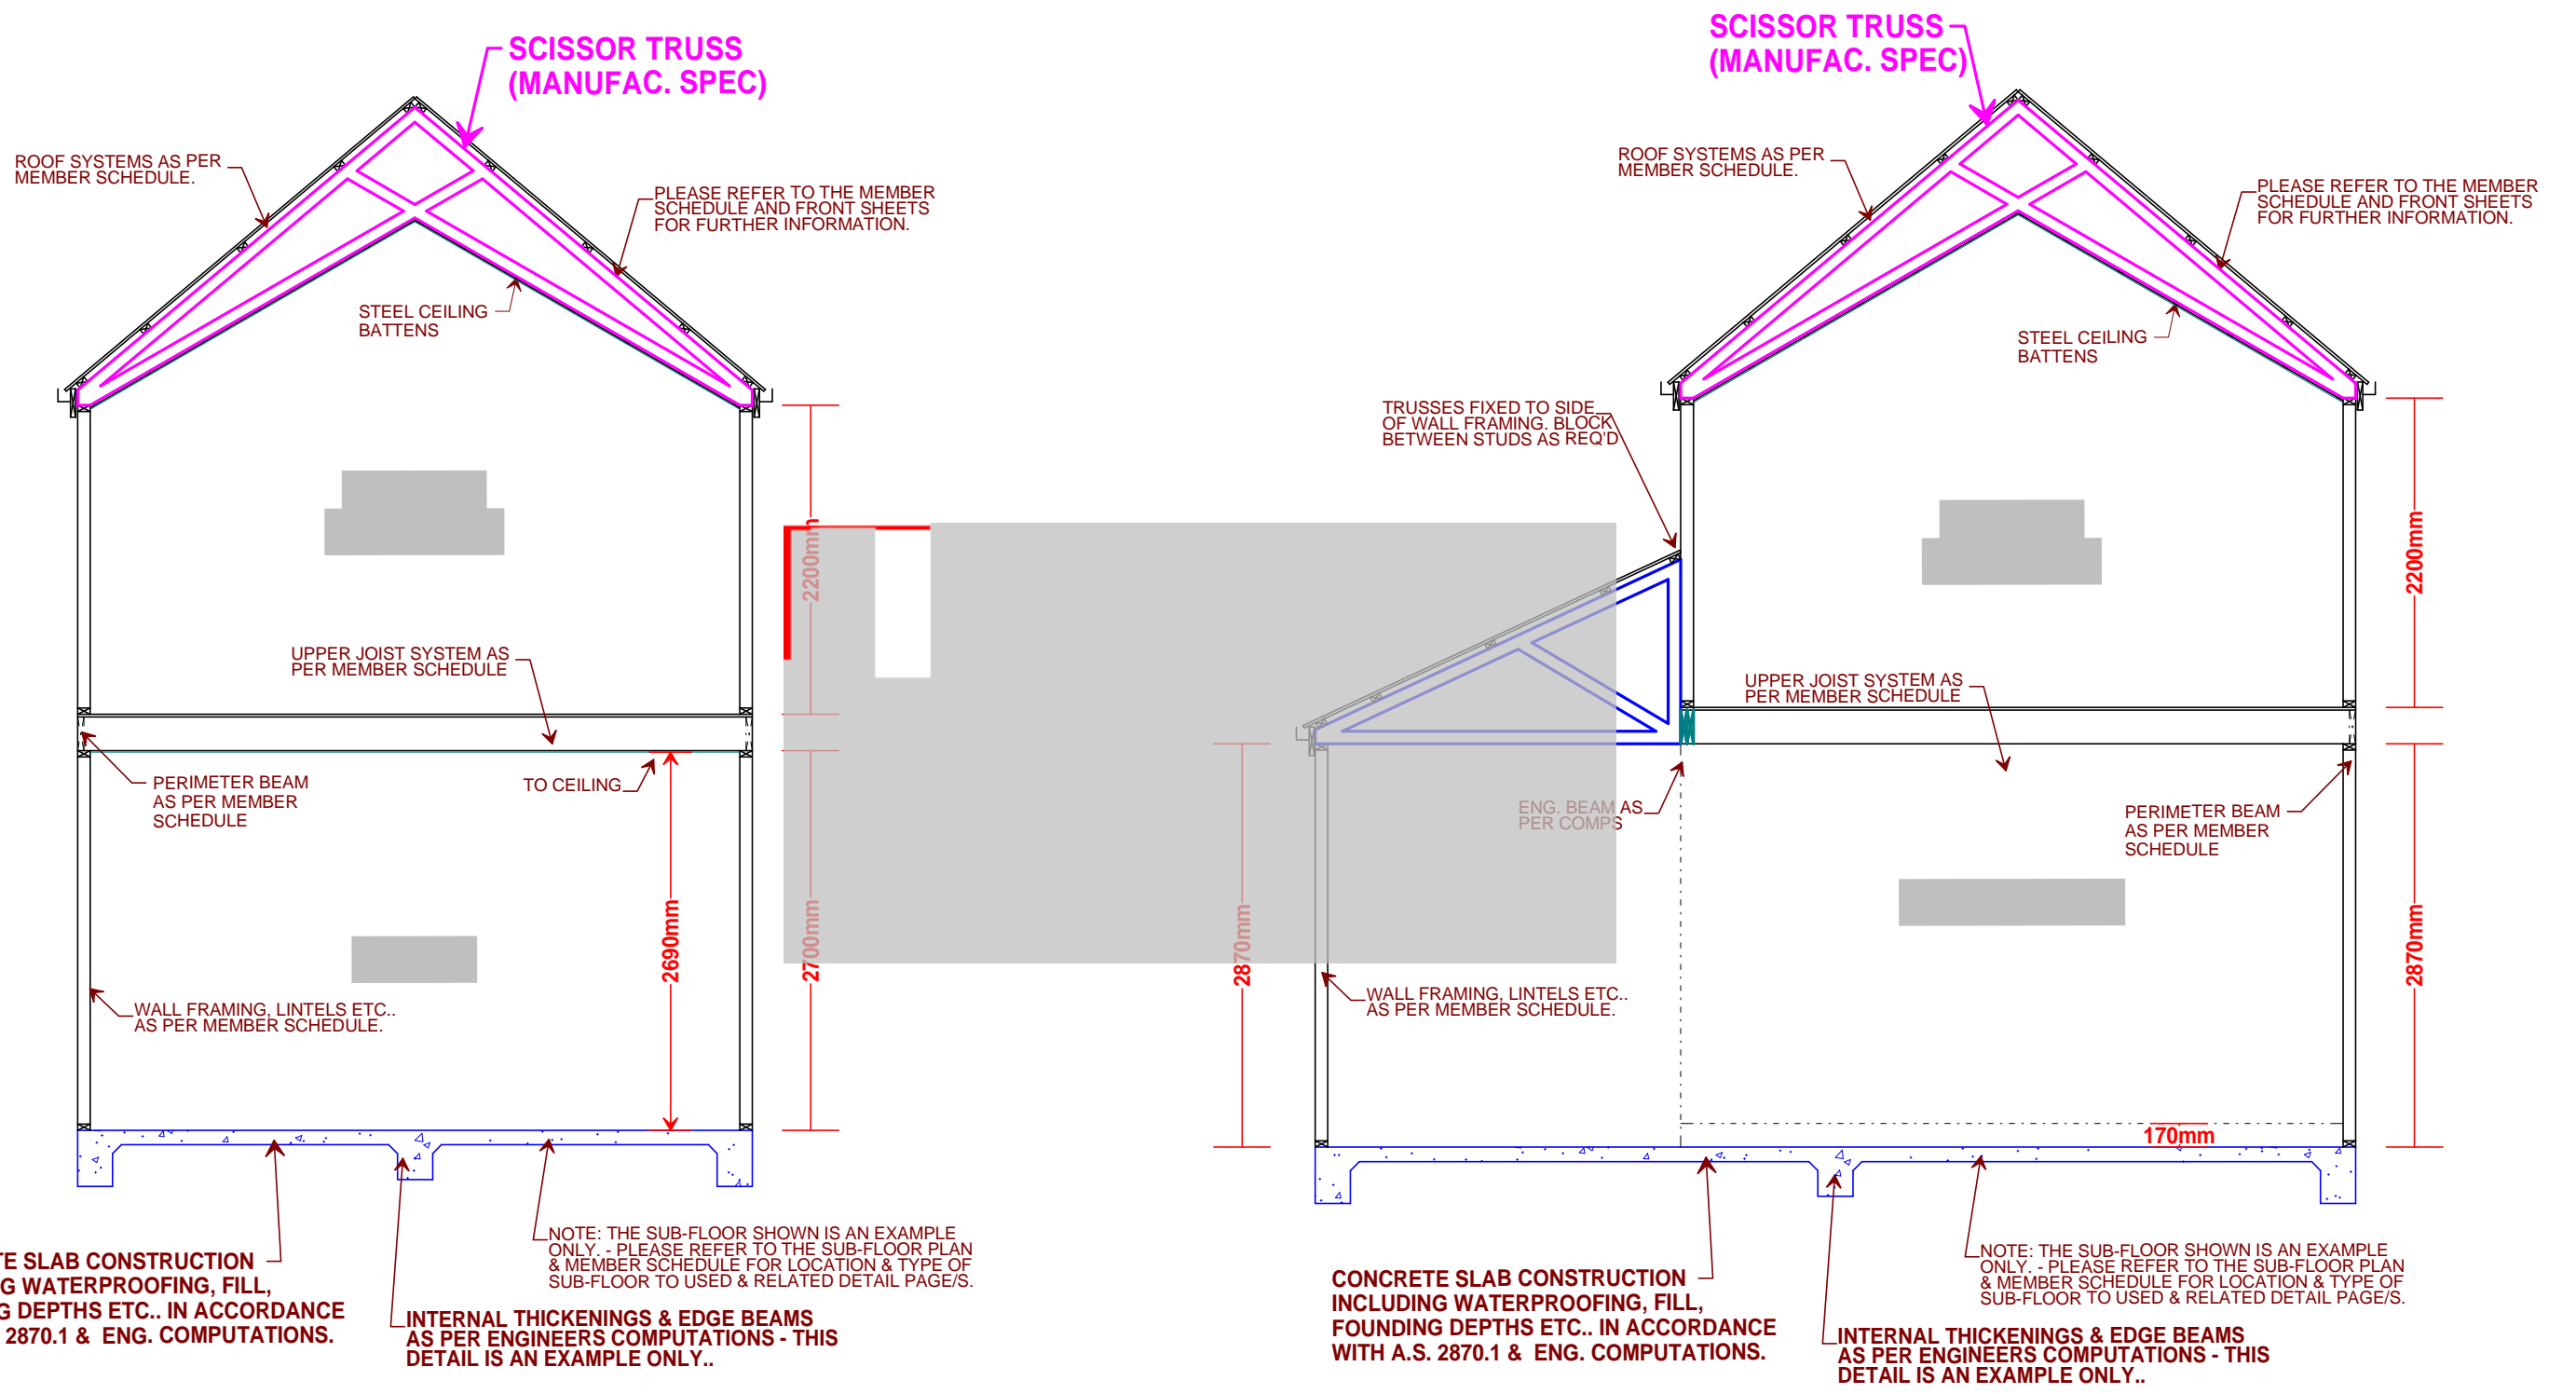 SCISSOR TRUSS
(MANUFAC. SPEC)
ROOF SYSTEMS AS PER
MEMBER SCHEDULE.
PLEASE REFER TO THE MEMBER
SCHEDULE AND FRONT SHEETS
FOR FURTHER INFORMATION.
STEEL CEILING
BATTENS
2200mm
UPPER JOIST SYSTEM AS
PER MEMBER SCHEDULE
PERIMETER BEAM
AS PER MEMBER
SCHEDULE
TO CEILING
2690mm
2700mm
WALL FRAMING, LINTELS ETC..
AS PER MEMBER SCHEDULE.
NOTE: THE SUB-FLOOR SHOWN IS AN EXAMPLE
ONLY. - PLEASE REFER TO THE SUB-FLOOR PLAN
& MEMBER SCHEDULE FOR LOCATION & TYPE OF
SUB-FLOOR TO USED & RELATED DETAIL PAGE/S.
TE SLAB CONSTRUCTION
G WATERPROOFING, FILL,
G DEPTHS ETC.. IN ACCORDANCE
2870.1 & ENG. COMPUTATIONS.
INTERNAL THICKENINGS & EDGE BEAMS
AS PER ENGINEERS COMPUTATIONS - THIS
DETAIL IS AN EXAMPLE ONLY..
SCISSOR TRUSS
(MANUFAC. SPEC)
ROOF SYSTEMS AS PER
MEMBER SCHEDULE.
PLEASE REFER TO THE MEMBER
SCHEDULE AND FRONT SHEETS
FOR FURTHER INFORMATION.
STEEL CEILING
BATTENS
TRUSSES FIXED TO SIDE
OF WALL FRAMING. BLOCK
BETWEEN STUDS AS REQ'D
2200mm
UPPER JOIST SYSTEM AS
PER MEMBER SCHEDULE
ENG. BEAM AS
PER COMPS
PERIMETER BEAM
AS PER MEMBER
SCHEDULE
2870mm
2870mm
WALL FRAMING, LINTELS ETC..
AS PER MEMBER SCHEDULE.
170mm
CONCRETE SLAB CONSTRUCTION
INCLUDING WATERPROOFING, FILL,
FOUNDING DEPTHS ETC.. IN ACCORDANCE
WITH A.S. 2870.1 & ENG. COMPUTATIONS.
NOTE: THE SUB-FLOOR SHOWN IS AN EXAMPLE
ONLY. - PLEASE REFER TO THE SUB-FLOOR PLAN
& MEMBER SCHEDULE FOR LOCATION & TYPE OF
SUB-FLOOR TO USED & RELATED DETAIL PAGE/S.
INTERNAL THICKENINGS & EDGE BEAMS
AS PER ENGINEERS COMPUTATIONS - THIS
DETAIL IS AN EXAMPLE ONLY..